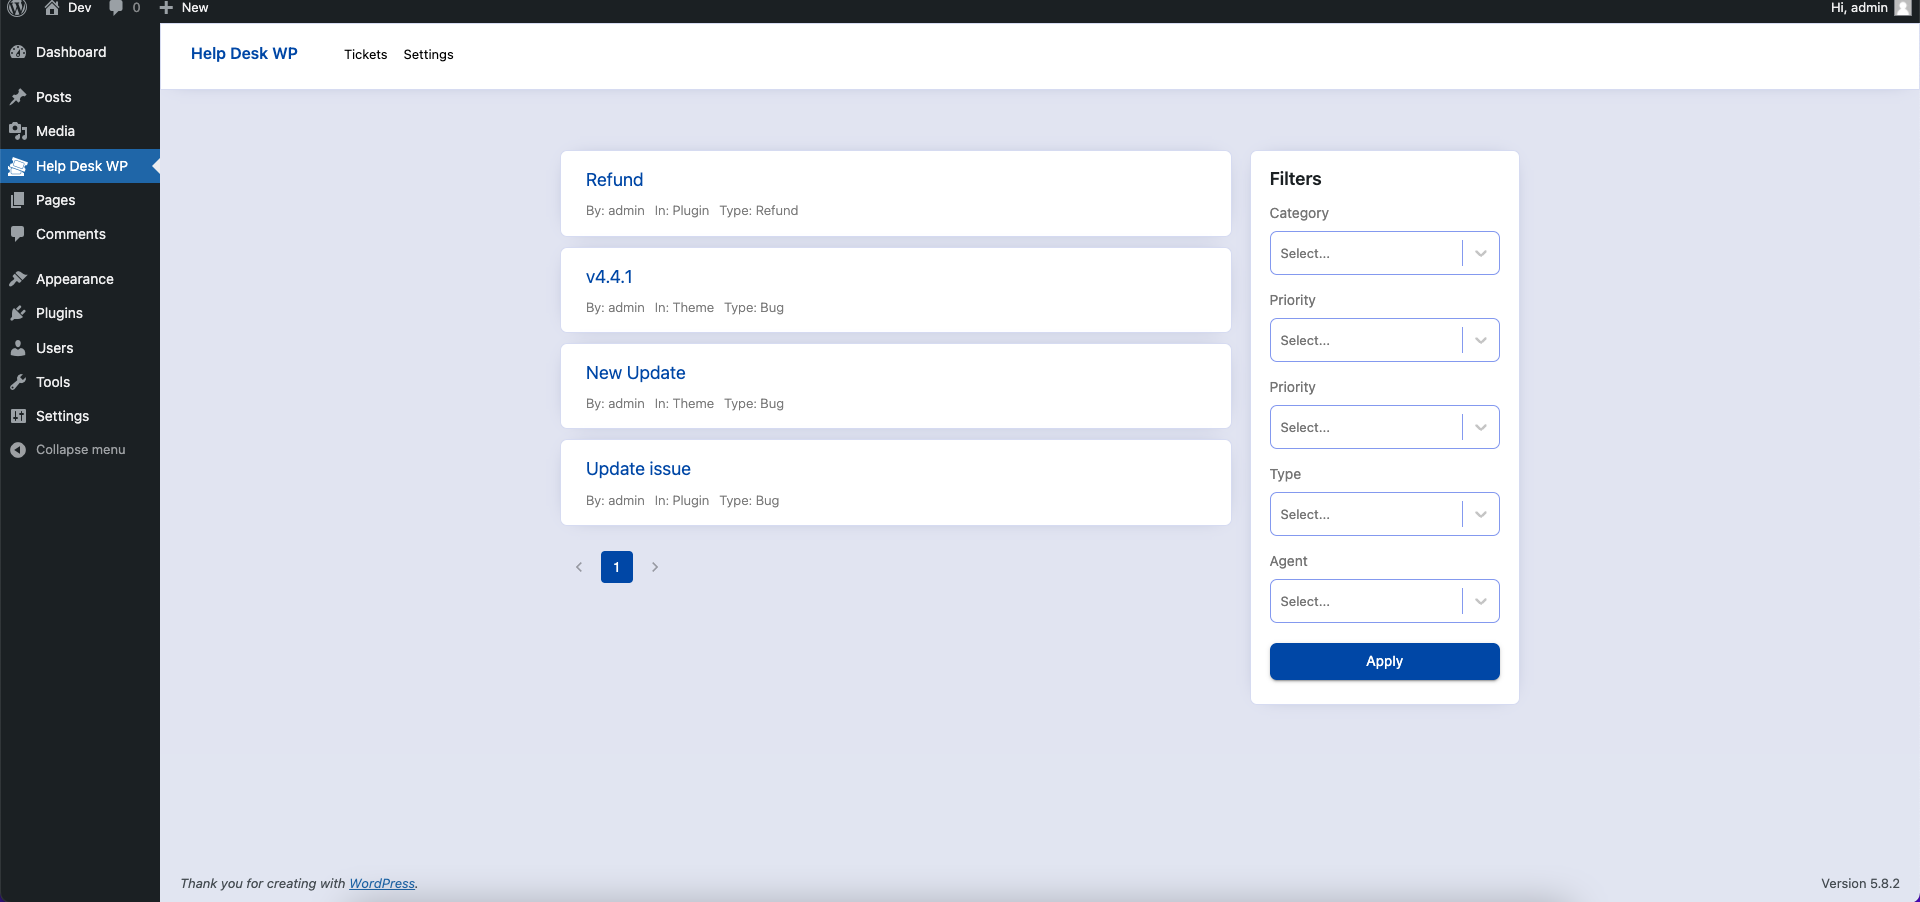 Dev 0 New
Hi, admin
Dashboard
Posts
Media
Help Desk WP
Pages
Comments
Appearance
Plugins
Users
Tools
Settings
Collapse menu
Help Desk WP Tickets Settings
Refund
By: admin In: Plugin Type: Refund
v4.4.1
By: admin In: Theme Type: Bug
New Update
By: admin In: Theme Type: Bug
Update issue
By: admin In: Plugin Type: Bug
1
Filters
Category
Select...
Priority
Select...
Priority
Select...
Type
Select...
Agent
Select...
Apply
Thank you for creating with WordPress.
Version 5.8.2